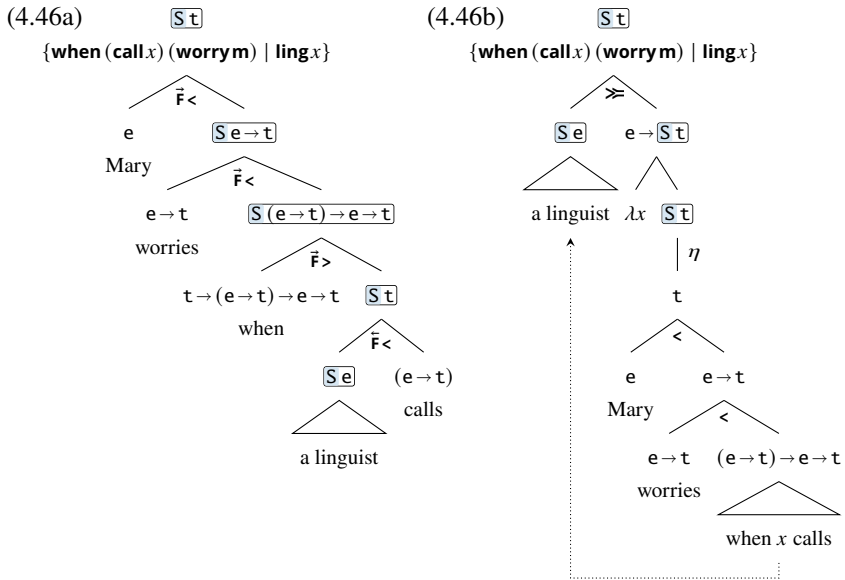 (4.46a) S t (4.46b) S t
{when (call x) (worry m) | ling x} {when (call x) (worry m) | ling x}
F⃗ < ≫=
e S e→t S e e→S t
Mary
F⃗ <
e→t S (e→t)→e→t a linguist λx S t
worries
F⃗ > η
t→(e→t)→e→t S t t
when
F⃖ < <
S e (e→t) e e→t
calls Mary
<
a linguist e→t (e→t)→e→t
worries
when x calls